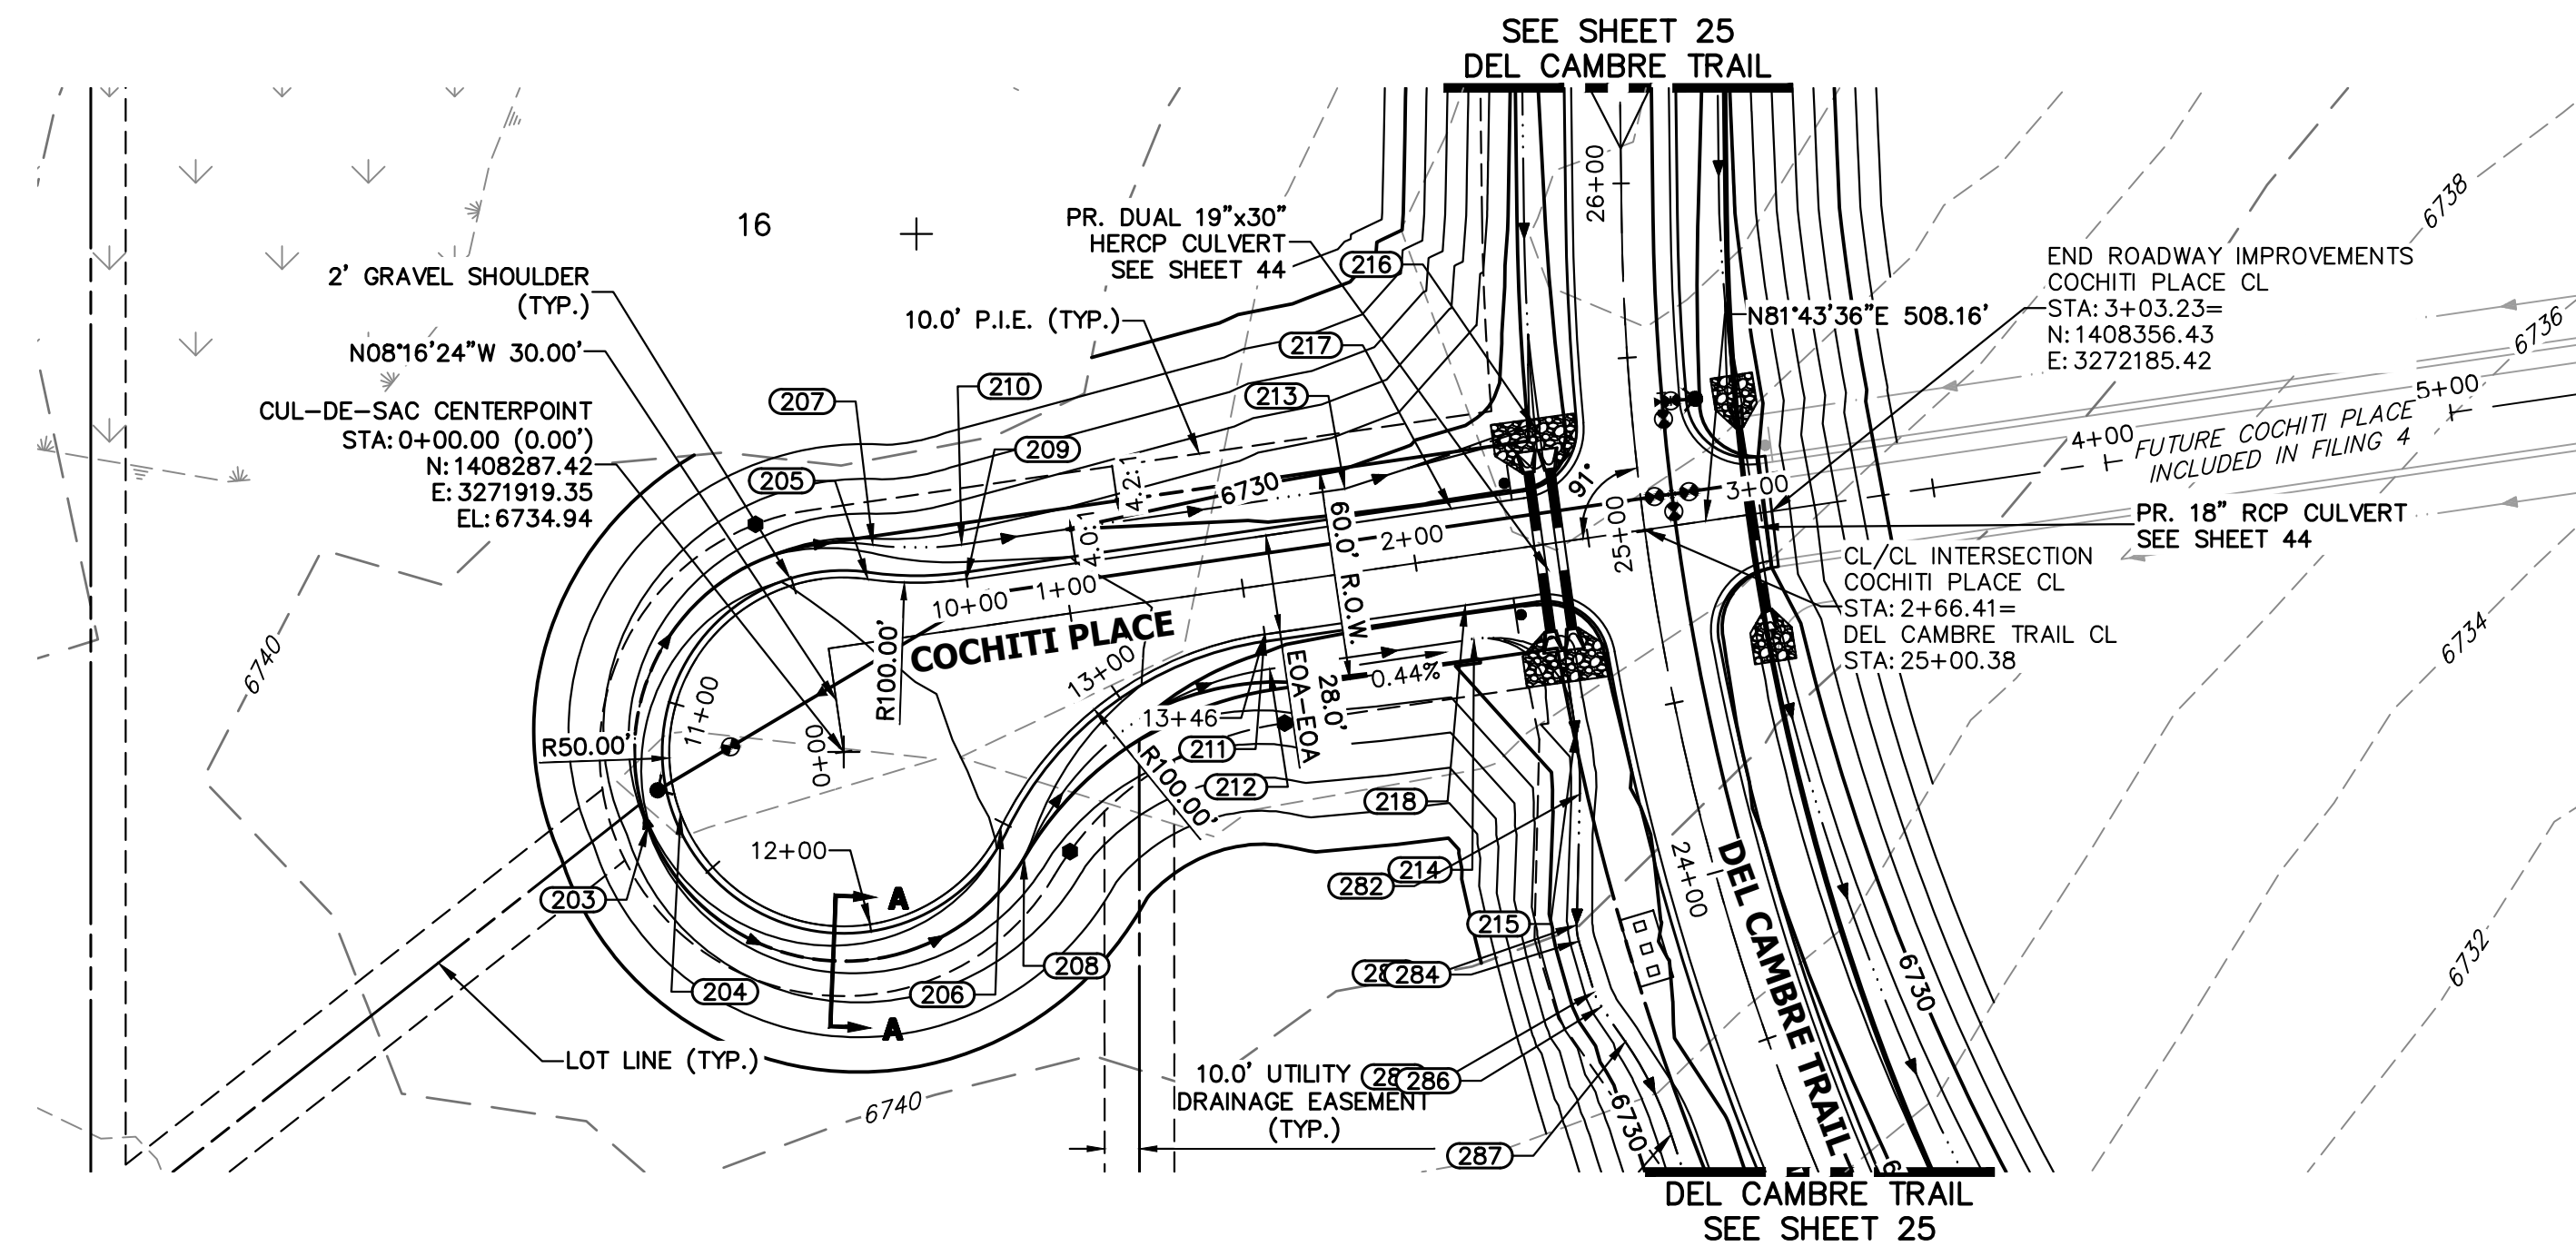 SEE SHEET 25
DEL CAMBRE TRAIL
26+00
6738
16
PR. DUAL 19"x30"
HERCP CULVERT
SEE SHEET 44
216
2' GRAVEL SHOULDER
(TYP.)
10.0' P.I.E. (TYP.)
217
N08°16'24"W 30.00'
N81°43'36"E 508.16'
END ROADWAY IMPROVEMENTS
COCHITI PLACE CL
STA: 3+03.23=
N: 1408356.43
E: 3272185.42
6736
CUL-DE-SAC CENTERPOINT
STA: 0+00.00 (0.00')
N: 1408287.42
E: 3271919.35
EL: 6734.94
207
210
213
209
205
4.2:
6730
4.0:1
60.0' R.O.W.
91°
25+00
3+00
4+00
5+00
FUTURE COCHITI PLACE
INCLUDED IN FILING 4
PR. 18" RCP CULVERT
SEE SHEET 44
2+00
1+00
10+00
COCHITI PLACE
R100.00'
CL/CL INTERSECTION
COCHITI PLACE CL
STA: 2+66.41=
DEL CAMBRE TRAIL CL
STA: 25+00.38
6740
11+00
R50.00'
0+00
13+00
13+46
EOA-EOA
28.0'
0.44%
6734
211
212
R100.00'
218
12+00
A
A
203
204
206
208
282
214
215
284
24+00
DEL CAMBRE TRAIL
6730
6732
LOT LINE (TYP.)
6740
10.0' UTILITY
DRAINAGE EASEMENT
(TYP.)
286
287
6730
DEL CAMBRE TRAIL
SEE SHEET 25